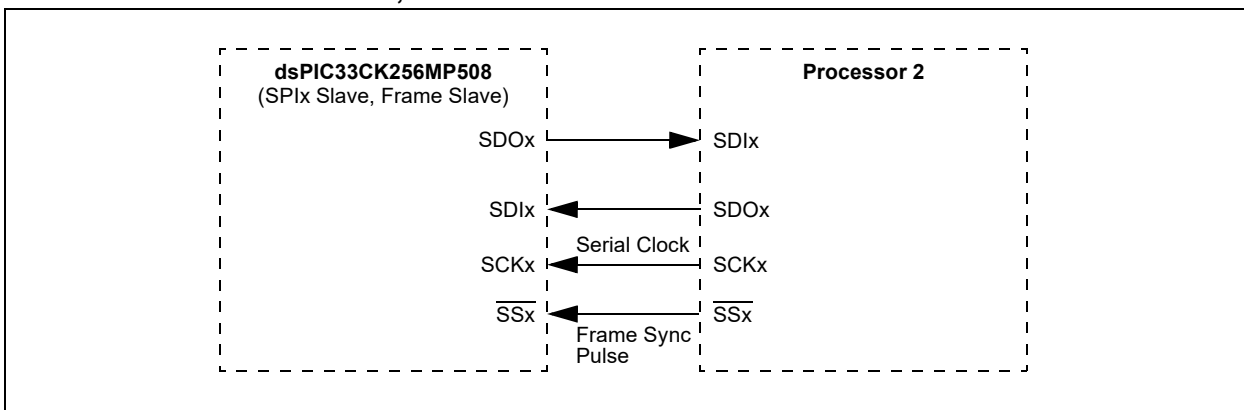 dsPIC33CK256MP508
(SPIx Slave, Frame Slave)
Processor 2
SDOx
SDIx
SDIx
SDOx
Serial Clock
SCKx
SCKx
SSx
SSx
Frame Sync
Pulse